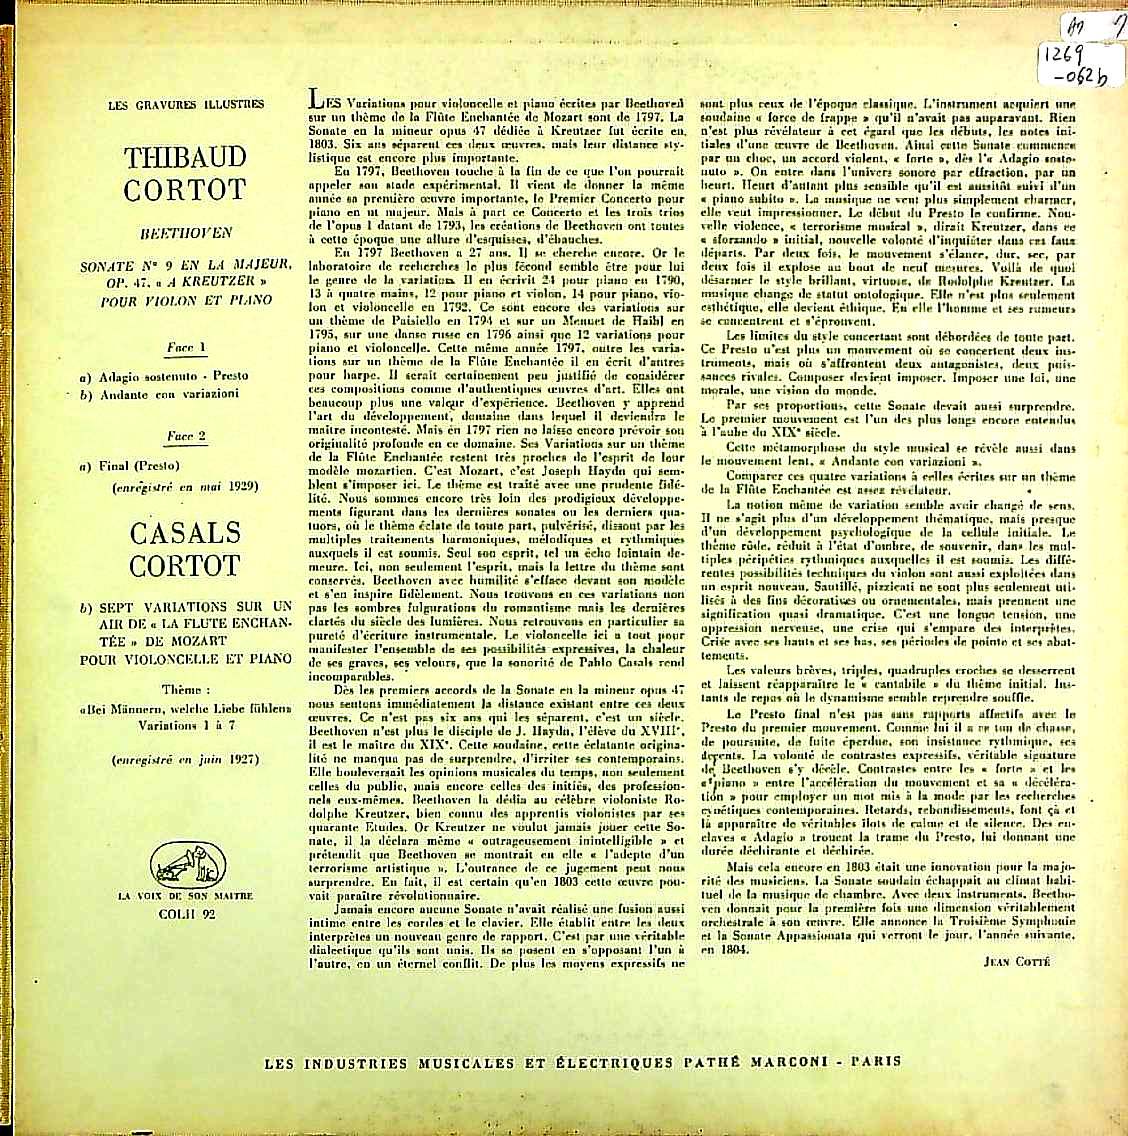 A1 7
1269
-062b
LES GRAVURES ILLUSTRES
THIBAUD
CORTOT
BEETHOVEN
SONATE N° 9 EN LA MAJEUR,
OP. 47, « A KREUTZER »
POUR VIOLON ET PIANO
Face 1
a) Adagio sostenuto - Presto
b) Andante con variazioni
Face 2
a) Final (Presto)
(enregistré en mai 1929)
CASALS
CORTOT
b) SEPT VARIATIONS SUR UN
AIR DE « LA FLUTE ENCHAN-
TÉE » DE MOZART
POUR VIOLONCELLE ET PIANO
Thème :
«Bei Männern, welche Liebe fühlen»
Variations 1 à 7
(enregistré en juin 1927)
LA VOIX DE SON MAITRE
COLH 92
LES Variations pour violoncelle et piano écrites par Beethoven
sur un thème de la Flûte Enchantée de Mozart sont de 1797. La
Sonate en la mineur opus 47 dédiée à Kreutzer fut écrite en.
1803. Six ans séparent ces deux œuvres, mais leur distance sty-
listique est encore plus importante.
En 1797, Beethoven touche à la fin de ce que l'on pourrait
appeler son stade expérimental. Il vient de donner la même
année sa première œuvre importante, le Premier Concerto pour
piano en ut majeur. Mais à part ce Concerto et les trois trios
de l'opus 1 datant de 1793, les créations de Beethoven ont toutes
à cette époque une allure d'esquisses, d'ébauches.
En 1797 Beethoven a 27 ans. Il se cherche encore. Or le
laboratoire de recherches le plus fécond semble être pour lui
le genre de la variation. Il en écrivit 24 pour piano en 1790,
13 à quatre mains, 12 pour piano et violon, 14 pour piano, vio-
lon et violoncelle en 1792. Ce sont encore des variations sur
un thème de Paisiello en 1794 et sur un Menuet de Haibl en
1795, sur une danse russe en 1796 ainsi que 12 variations pour
piano et violoncelle. Cette même année 1797, outre les varia-
tions sur un thème de la Flûte Enchantée il en écrit d'autres
pour harpe. Il serait certainement peu justifié de considérer
ces compositions comme d'authentiques œuvres d'art. Elles ont
beaucoup plus une valeur d'expérience. Beethoven y apprend
l'art du développement, domaine dans lequel il deviendra le
maître incontesté. Mais en 1797 rien ne laisse encore prévoir son
originalité profonde en ce domaine. Ses Variations sur un thème
de la Flûte Enchantée restent très proches de l'esprit de leur
modèle mozartien. C'est Mozart, c'est Joseph Haydn qui sem-
blent s'imposer ici. Le thème est traité avec une prudente fidé-
lité. Nous sommes encore très loin des prodigieux développe-
ments figurant dans les dernières sonates ou les derniers qua-
tuors, où le thème éclate de toute part, pulvérisé, dissout par les
multiples traitements harmoniques, mélodiques et rythmiques
auxquels il est soumis. Seul son esprit, tel un écho lointain de-
meure. Ici, non seulement l'esprit, mais la lettre du thème sont
conservés. Beethoven avec humilité s'efface devant son modèle
et s'en inspire fidèlement. Nous trouvons en ces variations non
pas les sombres fulgurations du romantisme mais les dernières
clartés du siècle des lumières. Nous retrouvons en particulier sa
pureté d'écriture instrumentale. Le violoncelle ici a tout pour
manifester l'ensemble de ses possibilités expressives, la chaleur
de ses graves, ses velours, que la sonorité de Pablo Casals rend
incomparables.
Dès les premiers accords de la Sonate en la mineur opus 47
nous sentons immédiatement la distance existant entre ces deux
œuvres. Ce n'est pas six ans qui les séparent, c'est un siècle.
Beethoven n'est plus le disciple de J. Haydn, l'élève du XVIIIe,
il est le maître du XIXe. Cette soudaine, cette éclatante origina-
lité ne manqua pas de surprendre, d'irriter ses contemporains.
Elle bouleversait les opinions musicales du temps, non seulement
celles du public, mais encore celles des initiés, des profession-
nels eux-mêmes. Beethoven la dédia au célèbre violoniste Ro-
dolphe Kreutzer, bien connu des apprentis violonistes par ses
quarante Etudes. Or Kreutzer ne voulut jamais jouer cette So-
nate, il la déclara même « outrageusement inintelligible » et
prétendit que Beethoven se montrait en elle « l'adepte d'un
terrorisme artistique ». L'outrance de ce jugement peut nous
surprendre. En fait, il est certain qu'en 1803 cette œuvre pou-
vait paraître révolutionnaire.
Jamais encore aucune Sonate n'avait réalisé une fusion aussi
intime entre les cordes et le clavier. Elle établit entre les deux
interprètes un nouveau genre de rapport. C'est par une véritable
dialectique qu'ils sont unis. Ils se posent en s'opposant l'un à
l'autre, en un éternel conflit. De plus les moyens expressifs ne
sont plus ceux de l'époque classique. L'instrument acquiert une
soudaine « force de frappe » qu'il n'avait pas auparavant. Rien
n'est plus révélateur à cet égard que les débuts, les notes ini-
tiales d'une œuvre de Beethoven. Ainsi cette Sonate commence
par un choc, un accord violent, « forte », dès l'« Adagio soste-
nuto ». On entre dans l'univers sonore par effraction, par un
heurt. Heurt d'autant plus sensible qu'il est aussitôt suivi d'un
« piano subito ». La musique ne veut plus simplement charmer,
elle veut impressionner. Le début du Presto le confirme. Nou-
velle violence, « terrorisme musical », dirait Kreutzer, dans ce
« sforzando » initial, nouvelle volonté d'inquiéter dans ces faux
départs. Par deux fois, le mouvement s'élance, dur, sec, par
deux fois il explose au bout de neuf mesures. Voilà de quoi
désarmer le style brillant, virtuose, de Rodolphe Kreutzer. La
musique change de statut ontologique. Elle n'est plus seulement
esthétique, elle devient éthique. En elle l'homme et ses rumeurs
se concentrent et s'éprouvent.
Les limites du style concertant sont débordées de toute part.
Ce Presto n'est plus un mouvement où se concertent deux ins-
truments, mais où s'affrontent deux antagonistes, deux puis-
sances rivales. Composer devient imposer. Imposer une loi, une
morale, une vision du monde.
Par ses proportions, cette Sonate devait aussi surprendre.
Le premier mouvement est l'un des plus longs encore entendus
à l'aube du XIXe siècle.
Cette métamorphose du style musical se révèle aussi dans
le mouvement lent, « Andante con variazioni ».
Comparer ces quatre variations à celles écrites sur un thème
de la Flûte Enchantée est assez révélateur.
La notion même de variation semble avoir changé de sens.
Il ne s'agit plus d'un développement thématique, mais presque
d'un développement psychologique de la cellule initiale. Le
thème rôde, réduit à l'état d'ombre, de souvenir, dans les mul-
tiples péripéties rythmiques auxquelles il est soumis. Les diffé-
rentes possibilités techniques du violon sont aussi exploitées dans
un esprit nouveau. Sautillé, pizzicati ne sont plus seulement uti-
lisés à des fins décoratives ou ornementales, mais prennent une
signification quasi dramatique. C'est une longue tension, une
oppression nerveuse, une crise qui s'empare des interprètes.
Crise avec ses hauts et ses bas, ses périodes de pointe et ses abat-
tements.
Les valeurs brèves, triples, quadruples croches se desserrent
et laissent réapparaître le « cantabile » du thème initial. Ins-
tants de repos où le dynamisme semble reprendre souffle.
Le Presto final n'est pas sans rapports affectifs avec le
Presto du premier mouvement. Comme lui il a ce ton de chasse,
de poursuite, de fuite éperdue, son insistance rythmique, ses
départs. La volonté de contrastes expressifs, véritable signature
de Beethoven s'y décèle. Contrastes entre les « forte » et les
« piano » entre l'accélération du mouvement et sa « décéléra-
tion » pour employer un mot mis à la mode par les recherches
cynétiques contemporaines. Retards, rebondissements, font çà et
là apparaître de véritables îlots de calme et de silence. Des en-
claves « Adagio » trouent la trame du Presto, lui donnant une
durée déchirante et déchirée.
Mais cela encore en 1803 était une innovation pour la majo-
rité des musiciens. La Sonate soudain échappait au climat habi-
tuel de la musique de chambre. Avec deux instruments, Beetho-
ven donnait pour la première fois une dimension véritablement
orchestrale à son œuvre. Elle annonce la Troisième Symphonie
et la Sonate Appassionata qui verront le jour, l'année suivante,
en 1804.
JEAN COTTÉ
LES INDUSTRIES MUSICALES ET ÉLECTRIQUES PATHÉ MARCONI - PARIS